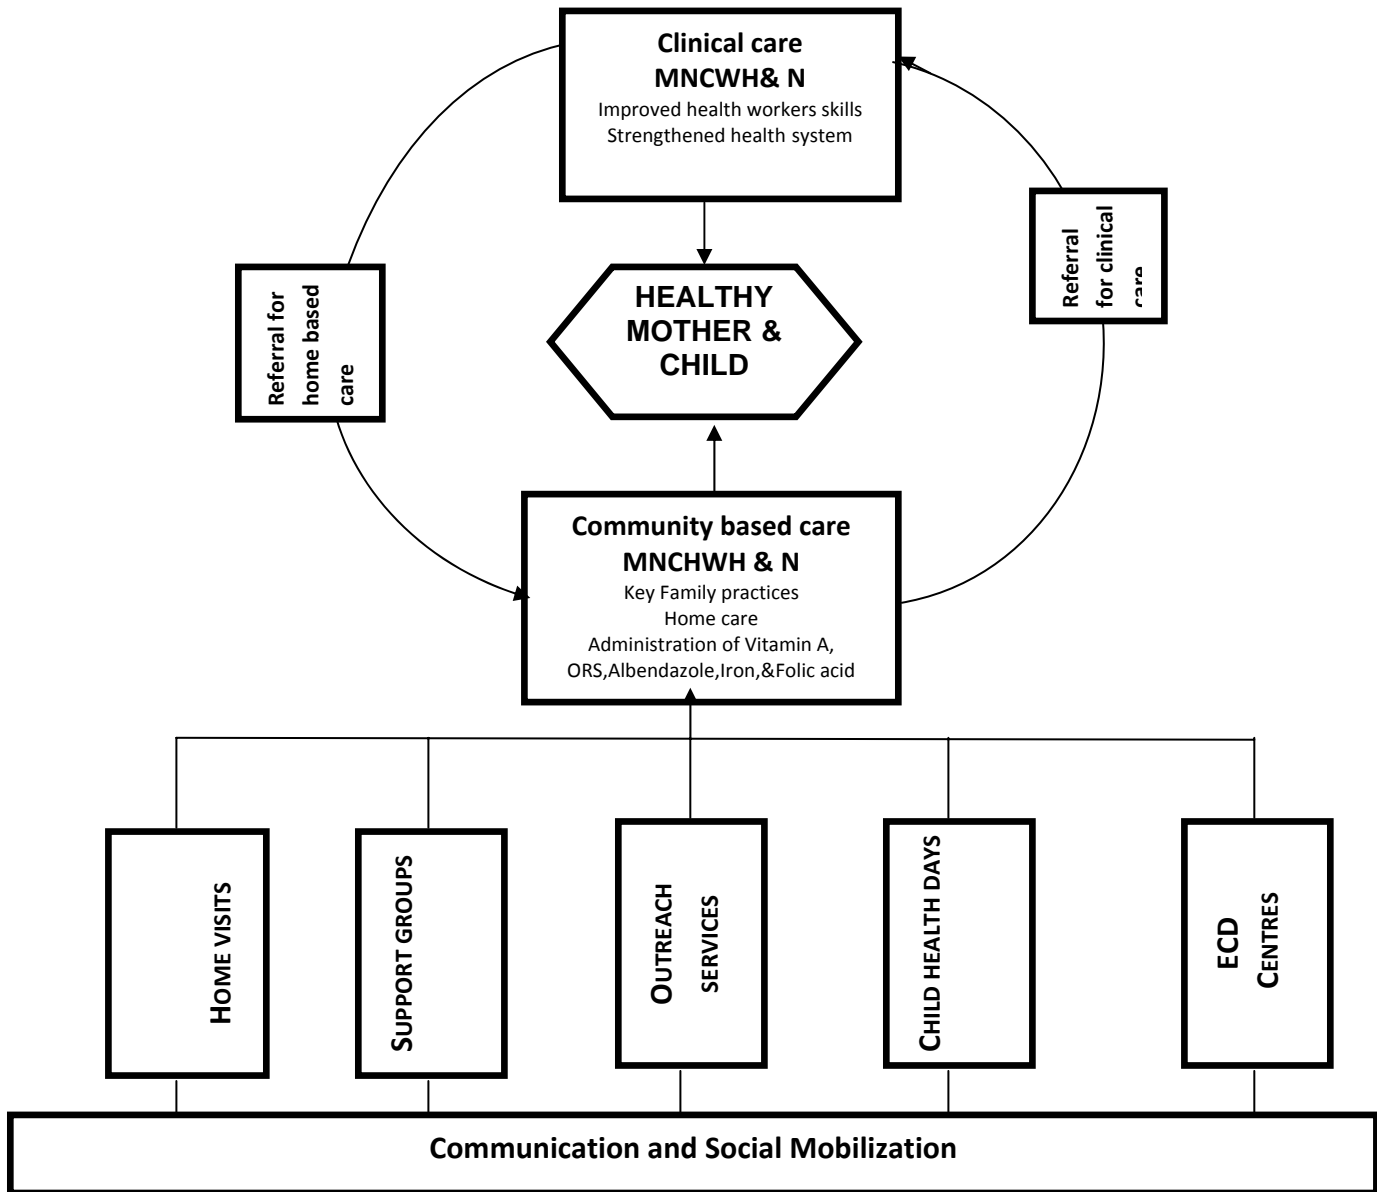 Clinical care
MNCWH& N
Improved health workers skills
Strengthened health system
Referral for
home based
care
Referral
for clinical
care
HEALTHY
MOTHER &
CHILD
Community based care
MNCHWH & N
Key Family practices
Home care
Administration of Vitamin A,
ORS,Albendazole,Iron,&Folic acid
HOME VISITS
SUPPORT GROUPS
OUTREACH
SERVICES
CHILD HEALTH DAYS
ECD
CENTRES
Communication and Social Mobilization